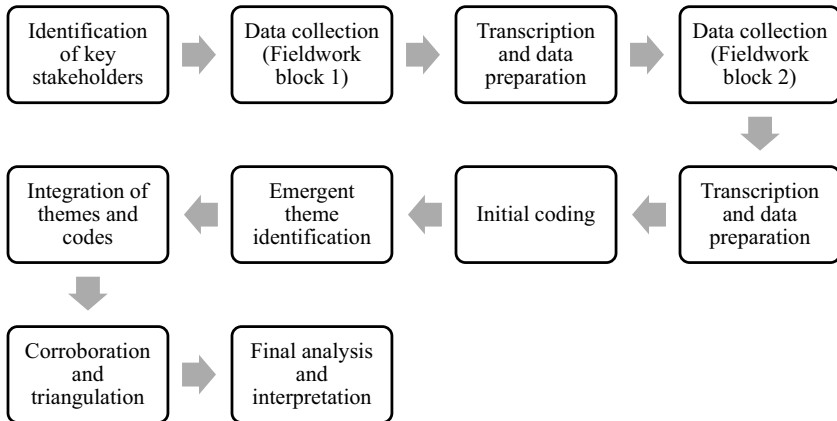 Identification
of key
stakeholders
Data collection
(Fieldwork
block 1)
Transcription
and data
preparation
Data collection
(Fieldwork
block 2)
Transcription
and data
preparation
Initial coding
Emergent
theme
identification
Integration of
themes and
codes
Corroboration
and
triangulation
Final analysis
and
interpretation